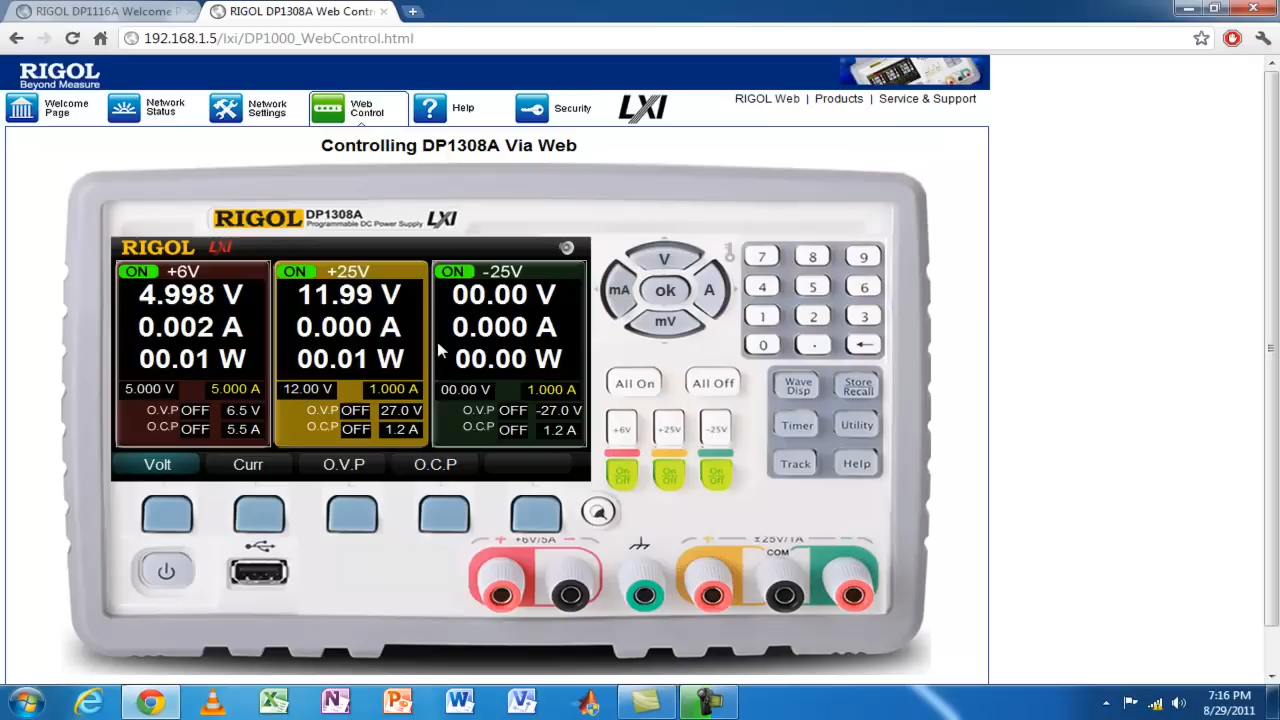 RIGOL DP1116A Welcome P
RIGOL DP1308A Web Contr
192.168.1.5/lxi/DP1000_WebControl.html
RIGOL
Beyond Measure
Welcome Page
Network Status
Network Settings
Web Control
Help
Security
LXI
RIGOL Web | Products | Service & Support
Controlling DP1308A Via Web
RIGOL DP1308A LXI
Programmable DC Power Supply
RIGOL LXI
ON +6V
4.998 V
0.002 A
00.01 W
5.000 V 5.000 A
O.V.P OFF 6.5 V
O.C.P OFF 5.5 A
ON +25V
11.99 V
0.000 A
00.01 W
12.00 V 1.000 A
O.V.P OFF 27.0 V
O.C.P OFF 1.2 A
ON -25V
00.00 V
0.000 A
00.00 W
00.00 V 1.000 A
O.V.P OFF -27.0 V
O.C.P OFF 1.2 A
Volt Curr O.V.P O.C.P
V
mA ok A
mV
7 8 9
4 5 6
1 2 3
0 . ←
All On All Off
+6V +25V -25V
On Off On Off On Off
Wave Disp Store Recall
Timer Utility
Track Help
+ +6V/5A −
+ ±25V/1A −
COM
7:16 PM
8/29/2011